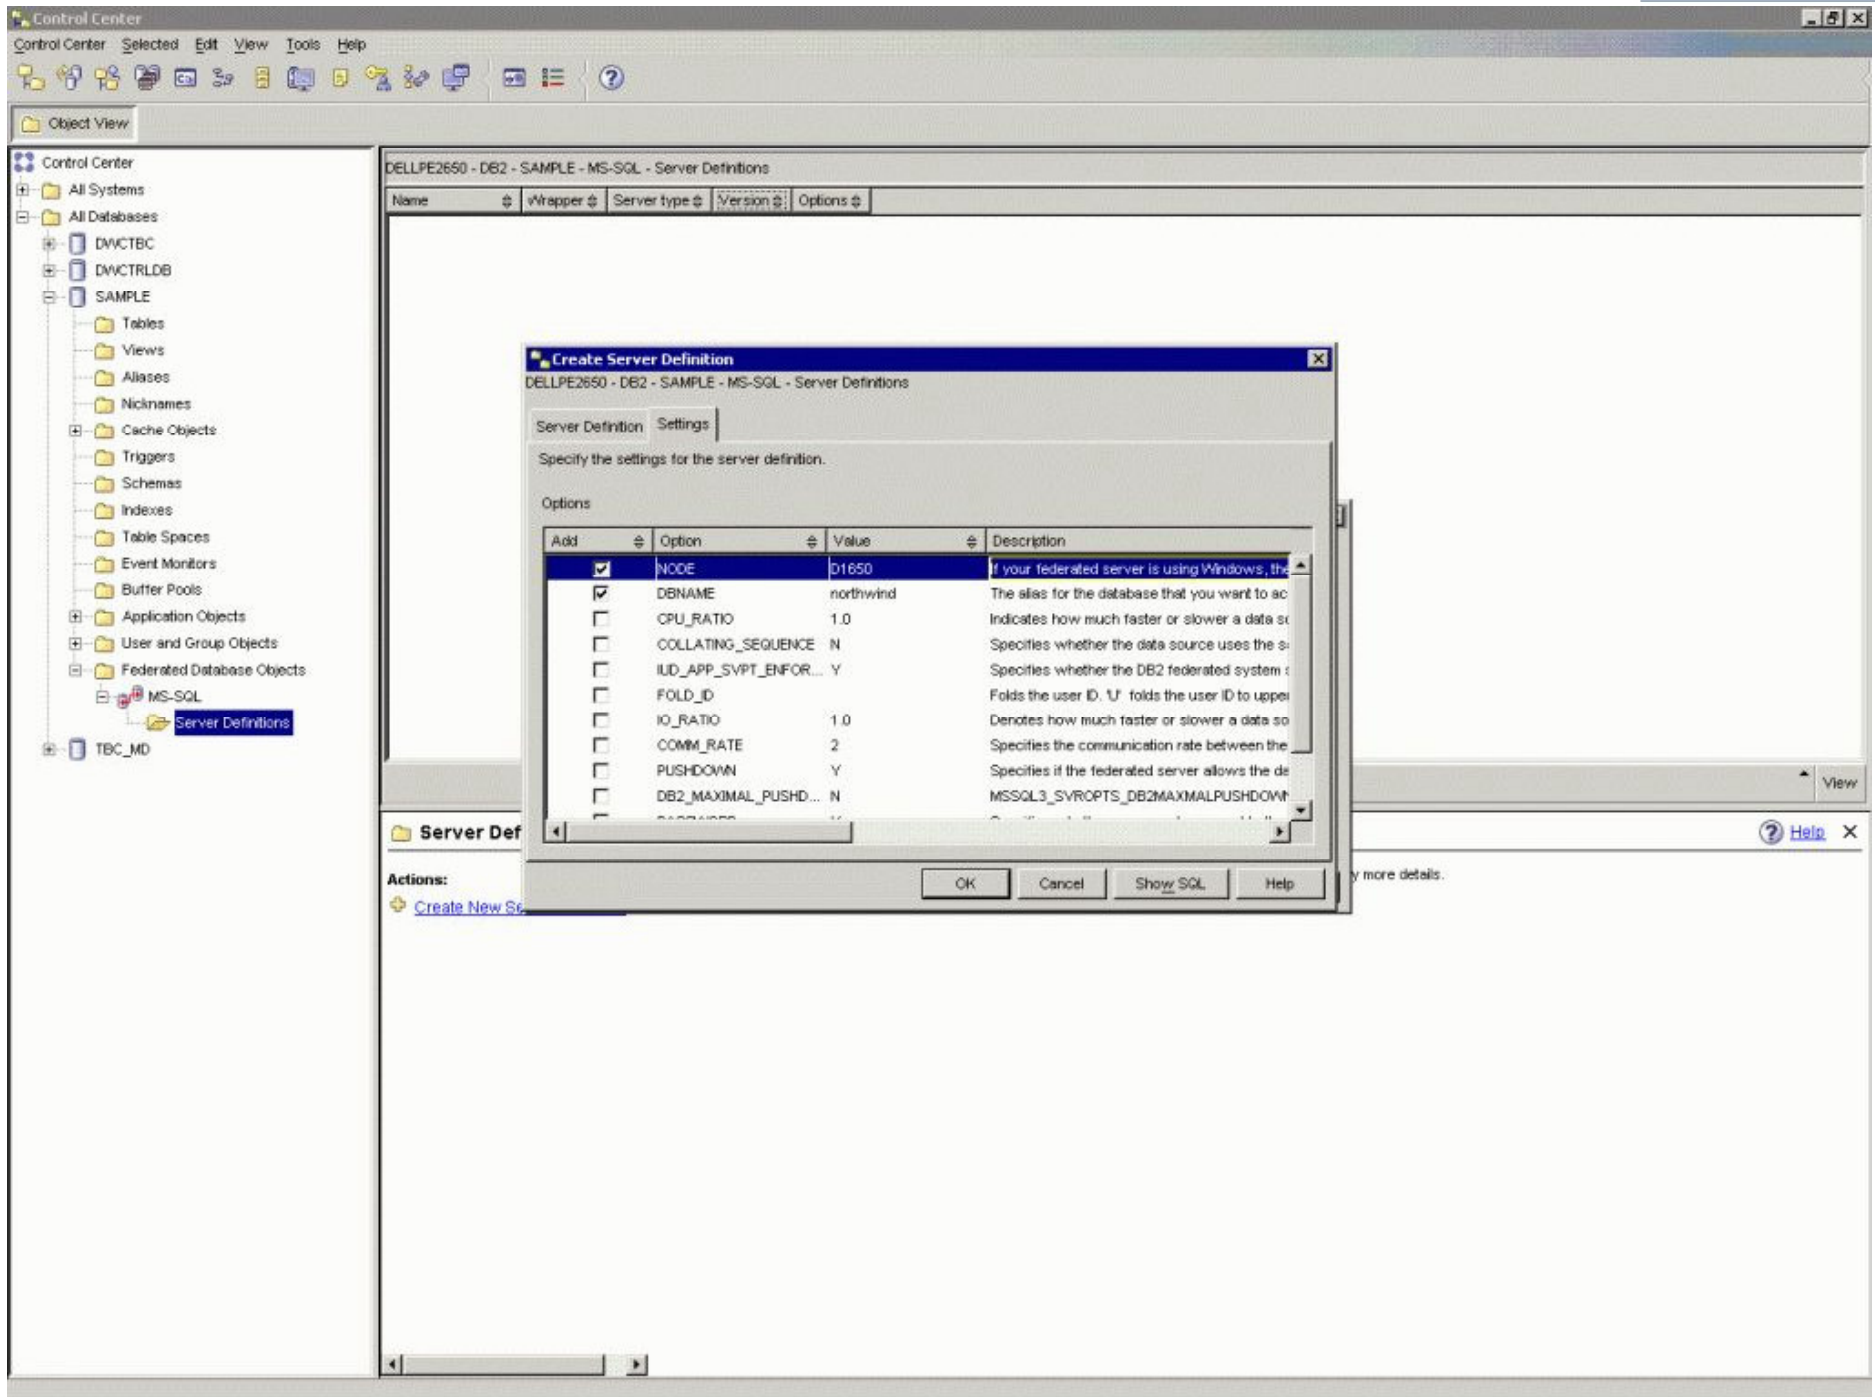 Control Center
Control Center Selected Edit View Tools Help
Object View
Control Center
All Systems
All Databases
DWCTBC
DWCTRLDB
SAMPLE
Tables
Views
Aliases
Nicknames
Cache Objects
Triggers
Schemas
Indexes
Table Spaces
Event Monitors
Buffer Pools
Application Objects
User and Group Objects
Federated Database Objects
MS-SQL
Server Definitions
TBC_MD
DELLPE2650 - DB2 - SAMPLE - MS-SQL - Server Definitions
Name Wrapper Server type Version Options
Create Server Definition
DELLPE2650 - DB2 - SAMPLE - MS-SQL - Server Definitions
Server Definition Settings
Specify the settings for the server definition.
Options
Add Option Value Description
NODE D1650 If your federated server is using Windows, the
DBNAME northwind The alias for the database that you want to ac
CPU_RATIO 1.0 Indicates how much faster or slower a data so
COLLATING_SEQUENCE N Specifies whether the data source uses the s
IUD_APP_SVPT_ENFOR... Y Specifies whether the DB2 federated system
FOLD_ID Folds the user ID. 'U' folds the user ID to upper
IO_RATIO 1.0 Denotes how much faster or slower a data so
COMM_RATE 2 Specifies the communication rate between the
PUSHDOWN Y Specifies if the federated server allows the da
DB2_MAXIMAL_PUSHD... N MSSQL3_SVROPTS_DB2MAXMALPUSHDOWN
OK Cancel Show SQL Help
View
Server Def
Help
Actions:
y more details.
Create New Se